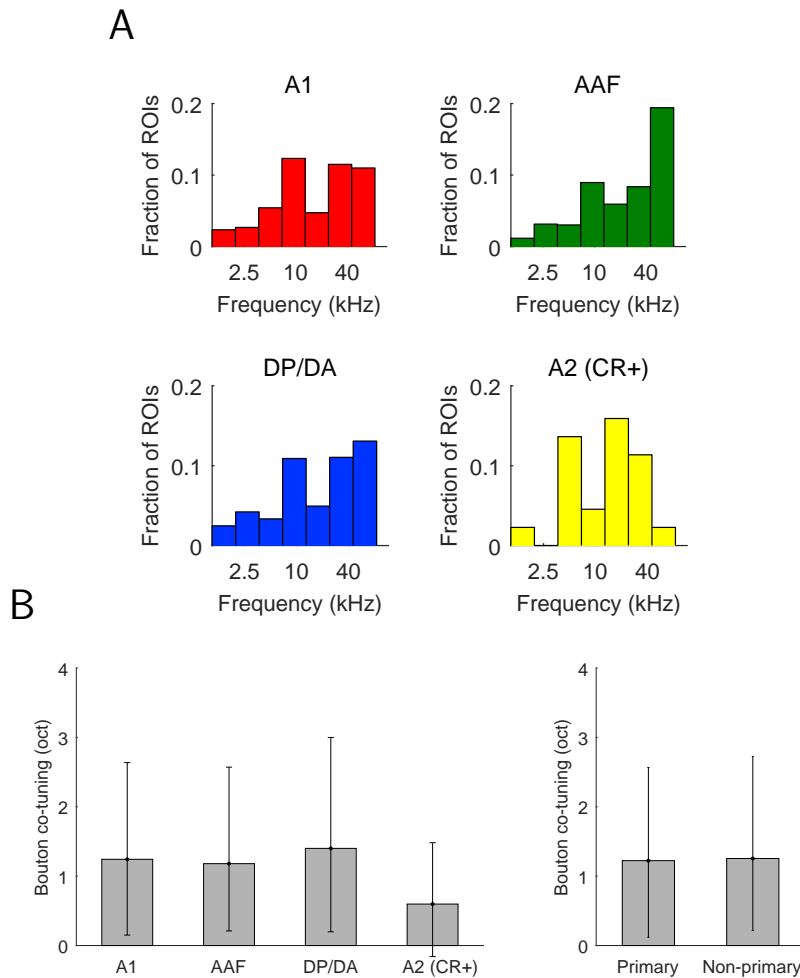 A
A1
Fraction of ROIs
0.2
0.1
0
2.5 10 40
Frequency (kHz)
AAF
Fraction of ROIs
0.2
0.1
0
2.5 10 40
Frequency (kHz)
DP/DA
Fraction of ROIs
0.2
0.1
0
2.5 10 40
Frequency (kHz)
A2 (CR+)
Fraction of ROIs
0.2
0.1
0
2.5 10 40
Frequency (kHz)
B
Bouton co-tuning (oct)
4
3
2
1
0
A1 AAF DP/DA A2 (CR+)
Bouton co-tuning (oct)
4
3
2
1
0
Primary Non-primary